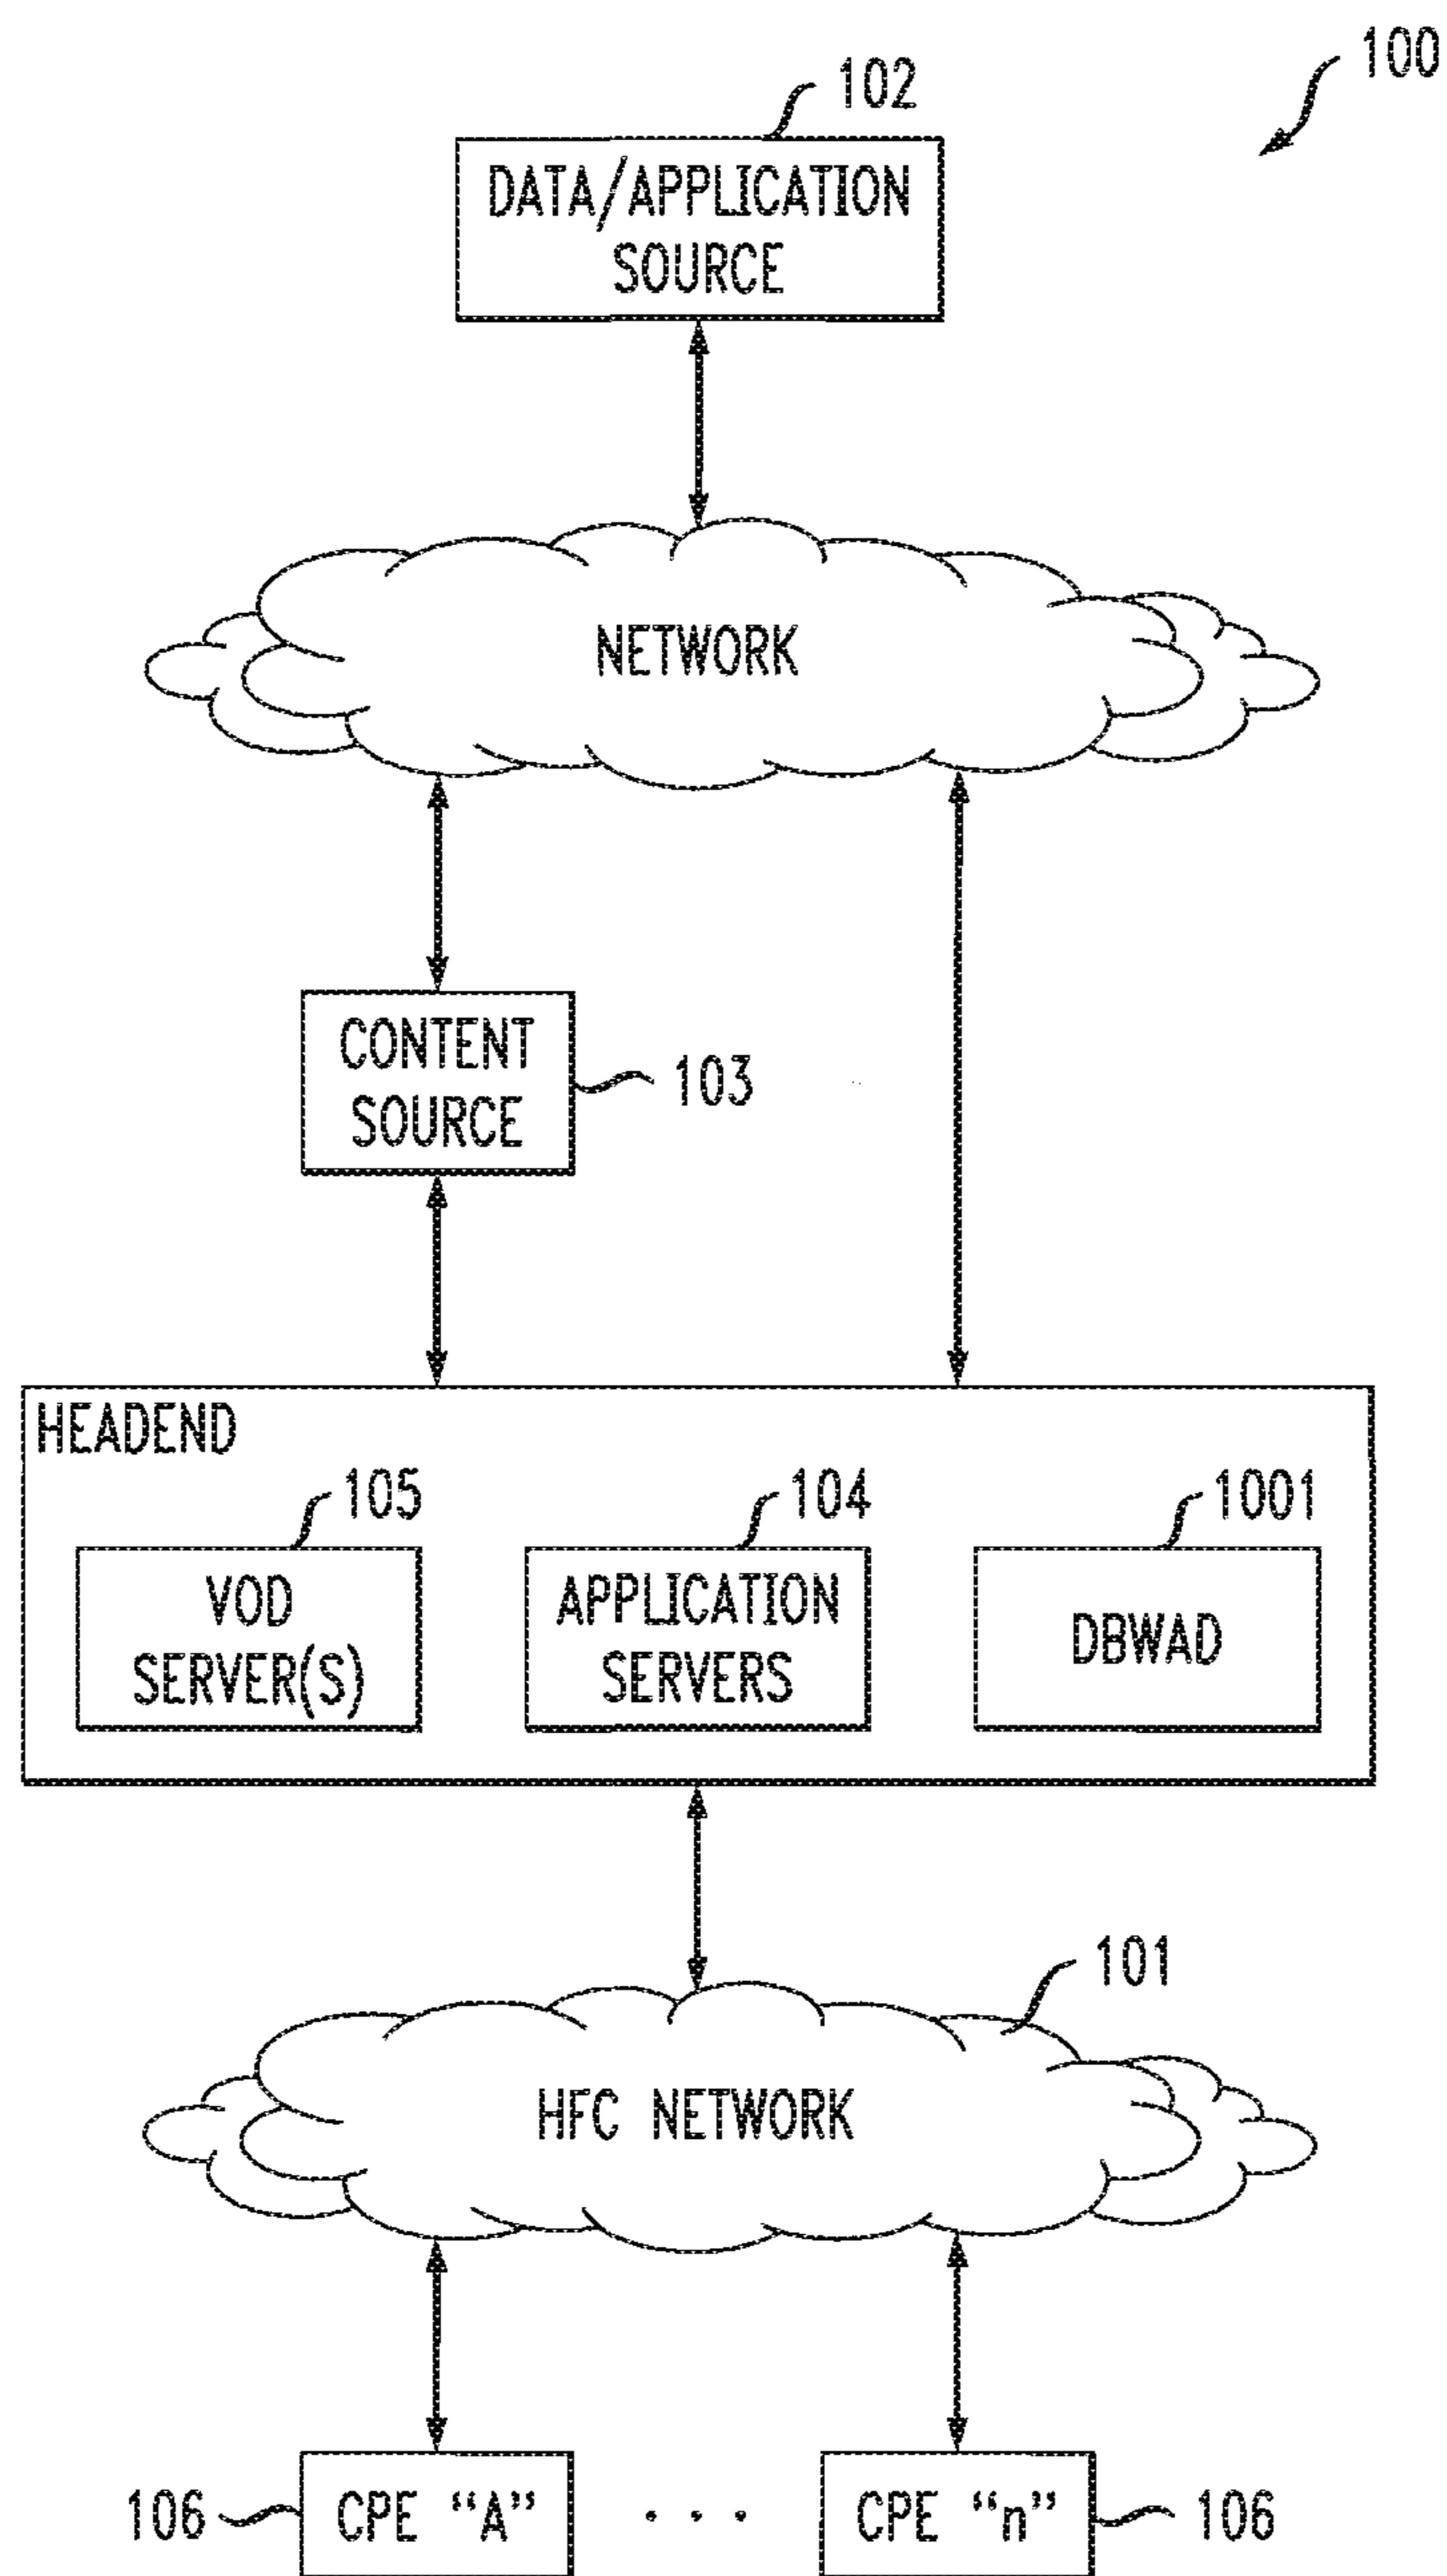 100
102
DATA/APPLICATION
SOURCE
NETWORK
CONTENT
SOURCE
103
HEADEND
105
104
1001
VOD
SERVER(S)
APPLICATION
SERVERS
DBWAD
101
HFC NETWORK
106
CPE “A”
. . .
CPE “n”
106